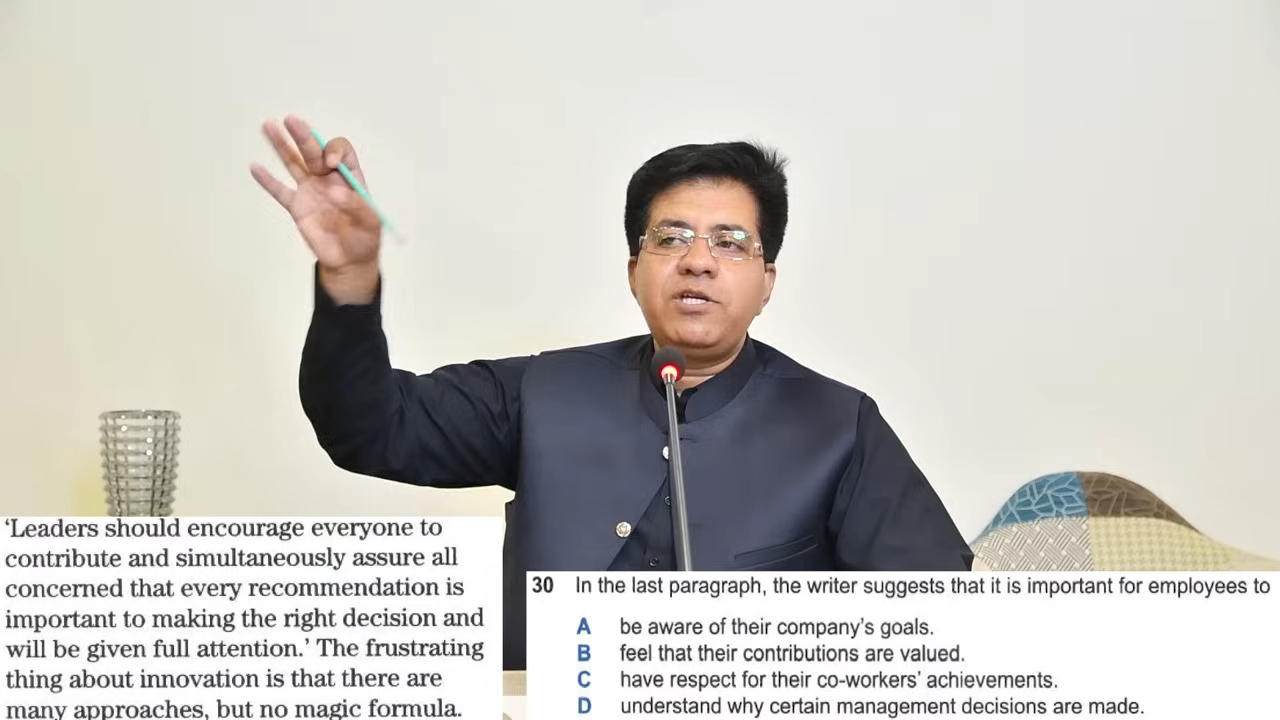 ‘Leaders should encourage everyone to
contribute and simultaneously assure all
concerned that every recommendation is
important to making the right decision and
will be given full attention.’ The frustrating
thing about innovation is that there are
many approaches, but no magic formula.
30 In the last paragraph, the writer suggests that it is important for employees to
A be aware of their company’s goals.
B feel that their contributions are valued.
C have respect for their co-workers’ achievements.
D understand why certain management decisions are made.